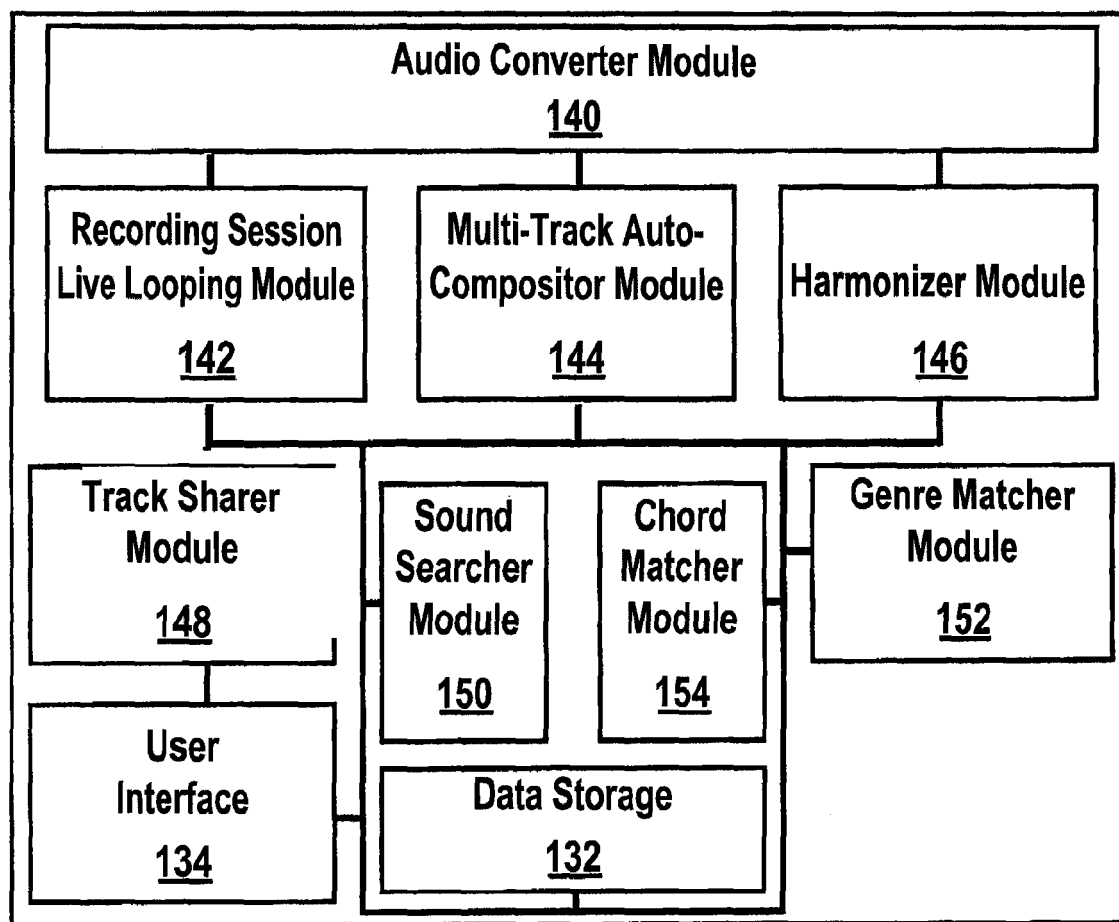 Audio Converter Module
140
Recording Session
Live Looping Module
142
Multi-Track Auto-
Compositor Module
144
Harmonizer Module
146
Track Sharer
Module
148
Sound
Searcher
Module
150
Chord
Matcher
Module
154
Genre Matcher
Module
152
User
Interface
134
Data Storage
132